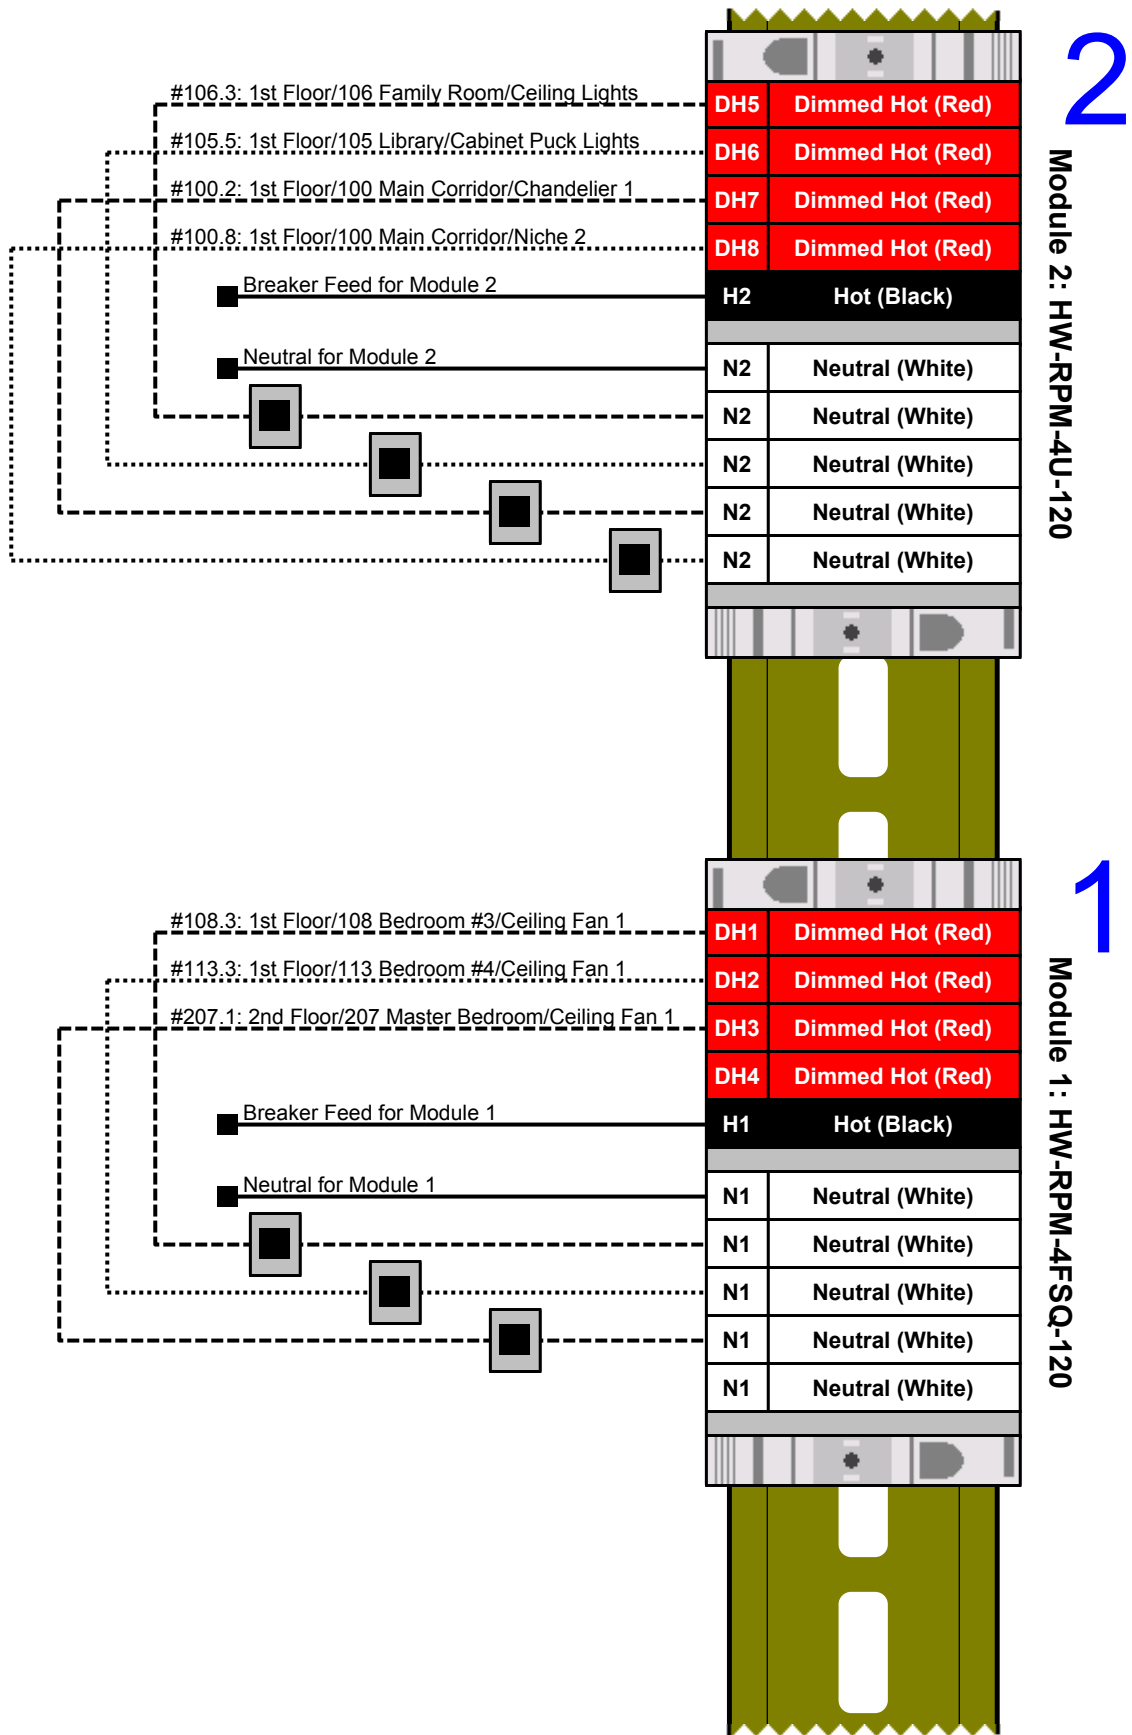 2
Module 2: HW-RPM-4U-120
#106.3: 1st Floor/106 Family Room/Ceiling Lights
DH5 Dimmed Hot (Red)
#105.5: 1st Floor/105 Library/Cabinet Puck Lights
DH6 Dimmed Hot (Red)
#100.2: 1st Floor/100 Main Corridor/Chandelier 1
DH7 Dimmed Hot (Red)
#100.8: 1st Floor/100 Main Corridor/Niche 2
DH8 Dimmed Hot (Red)
Breaker Feed for Module 2
H2 Hot (Black)
Neutral for Module 2
N2 Neutral (White)
N2 Neutral (White)
N2 Neutral (White)
N2 Neutral (White)
N2 Neutral (White)
1
Module 1: HW-RPM-4FSQ-120
#108.3: 1st Floor/108 Bedroom #3/Ceiling Fan 1
DH1 Dimmed Hot (Red)
#113.3: 1st Floor/113 Bedroom #4/Ceiling Fan 1
DH2 Dimmed Hot (Red)
#207.1: 2nd Floor/207 Master Bedroom/Ceiling Fan 1
DH3 Dimmed Hot (Red)
DH4 Dimmed Hot (Red)
Breaker Feed for Module 1
H1 Hot (Black)
Neutral for Module 1
N1 Neutral (White)
N1 Neutral (White)
N1 Neutral (White)
N1 Neutral (White)
N1 Neutral (White)